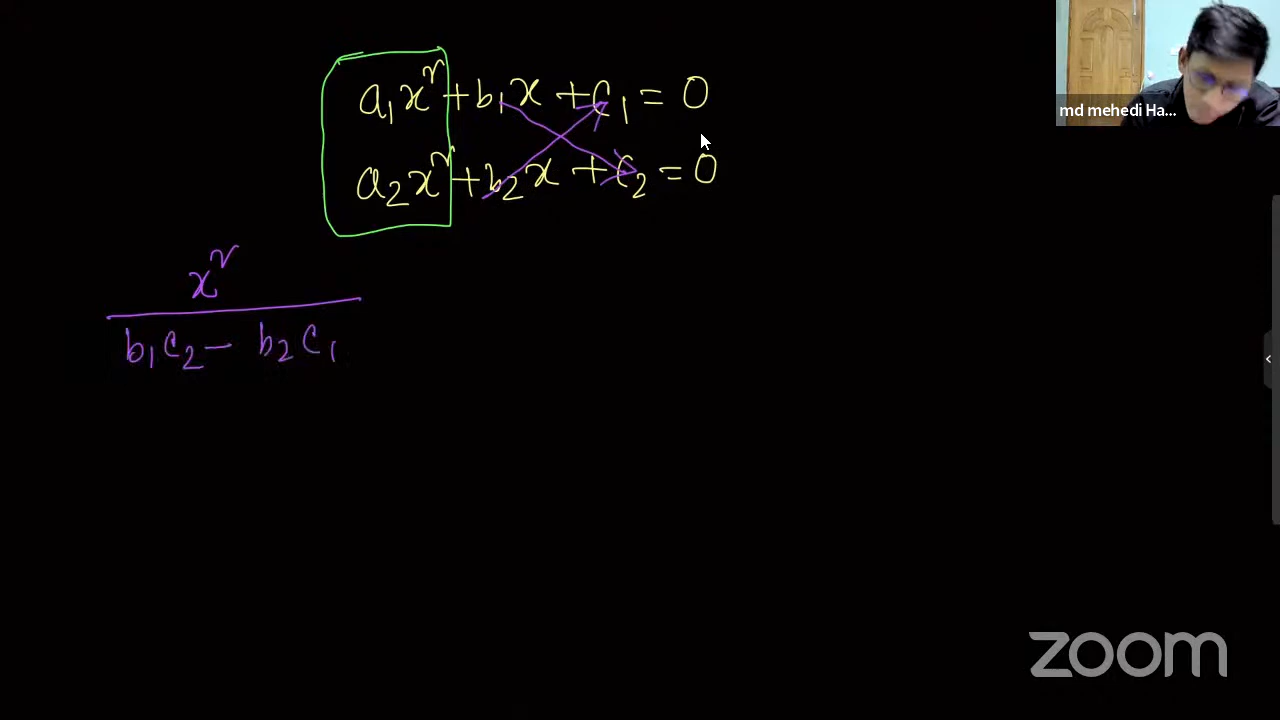 a₁x² + b₁x + c₁ = 0
md mehedi Ha...
a₂x² + b₂x + c₂ = 0
x²
b₁c₂ - b₂c₁
zoom